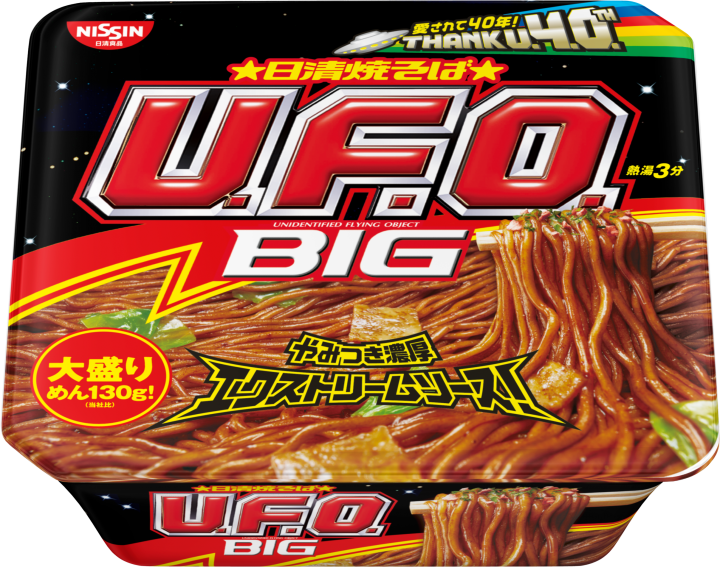 NISSIN
日清食品
愛されて40年!
THANK U.4.0.TH
★日清焼そば★
U.F.O.
熱湯3分
UNIDENTIFIED FLYING OBJECT
BIG
やみつき濃厚
エクストリームソース!
大盛り
めん130g!
(当社比)
★日清焼そば★
U.F.O.
BIG